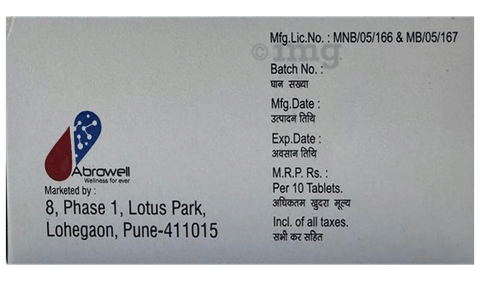 Mfg.Lic.No. : MNB/05/166 & MB/05/167
©img
Batch No. :
घान सख्या
Mfg.Date :
उत्पादन तिथि
Exp.Date :
अवसान तिथि
M.R.P. Rs. :
Per 10 Tablets.
अधिकतम खुदरा मूल्य
Incl. of all taxes.
सभी कर सहित
Abrowell
Wellness for ever
Marketed by :
8, Phase 1, Lotus Park,
Lohegaon, Pune-411015